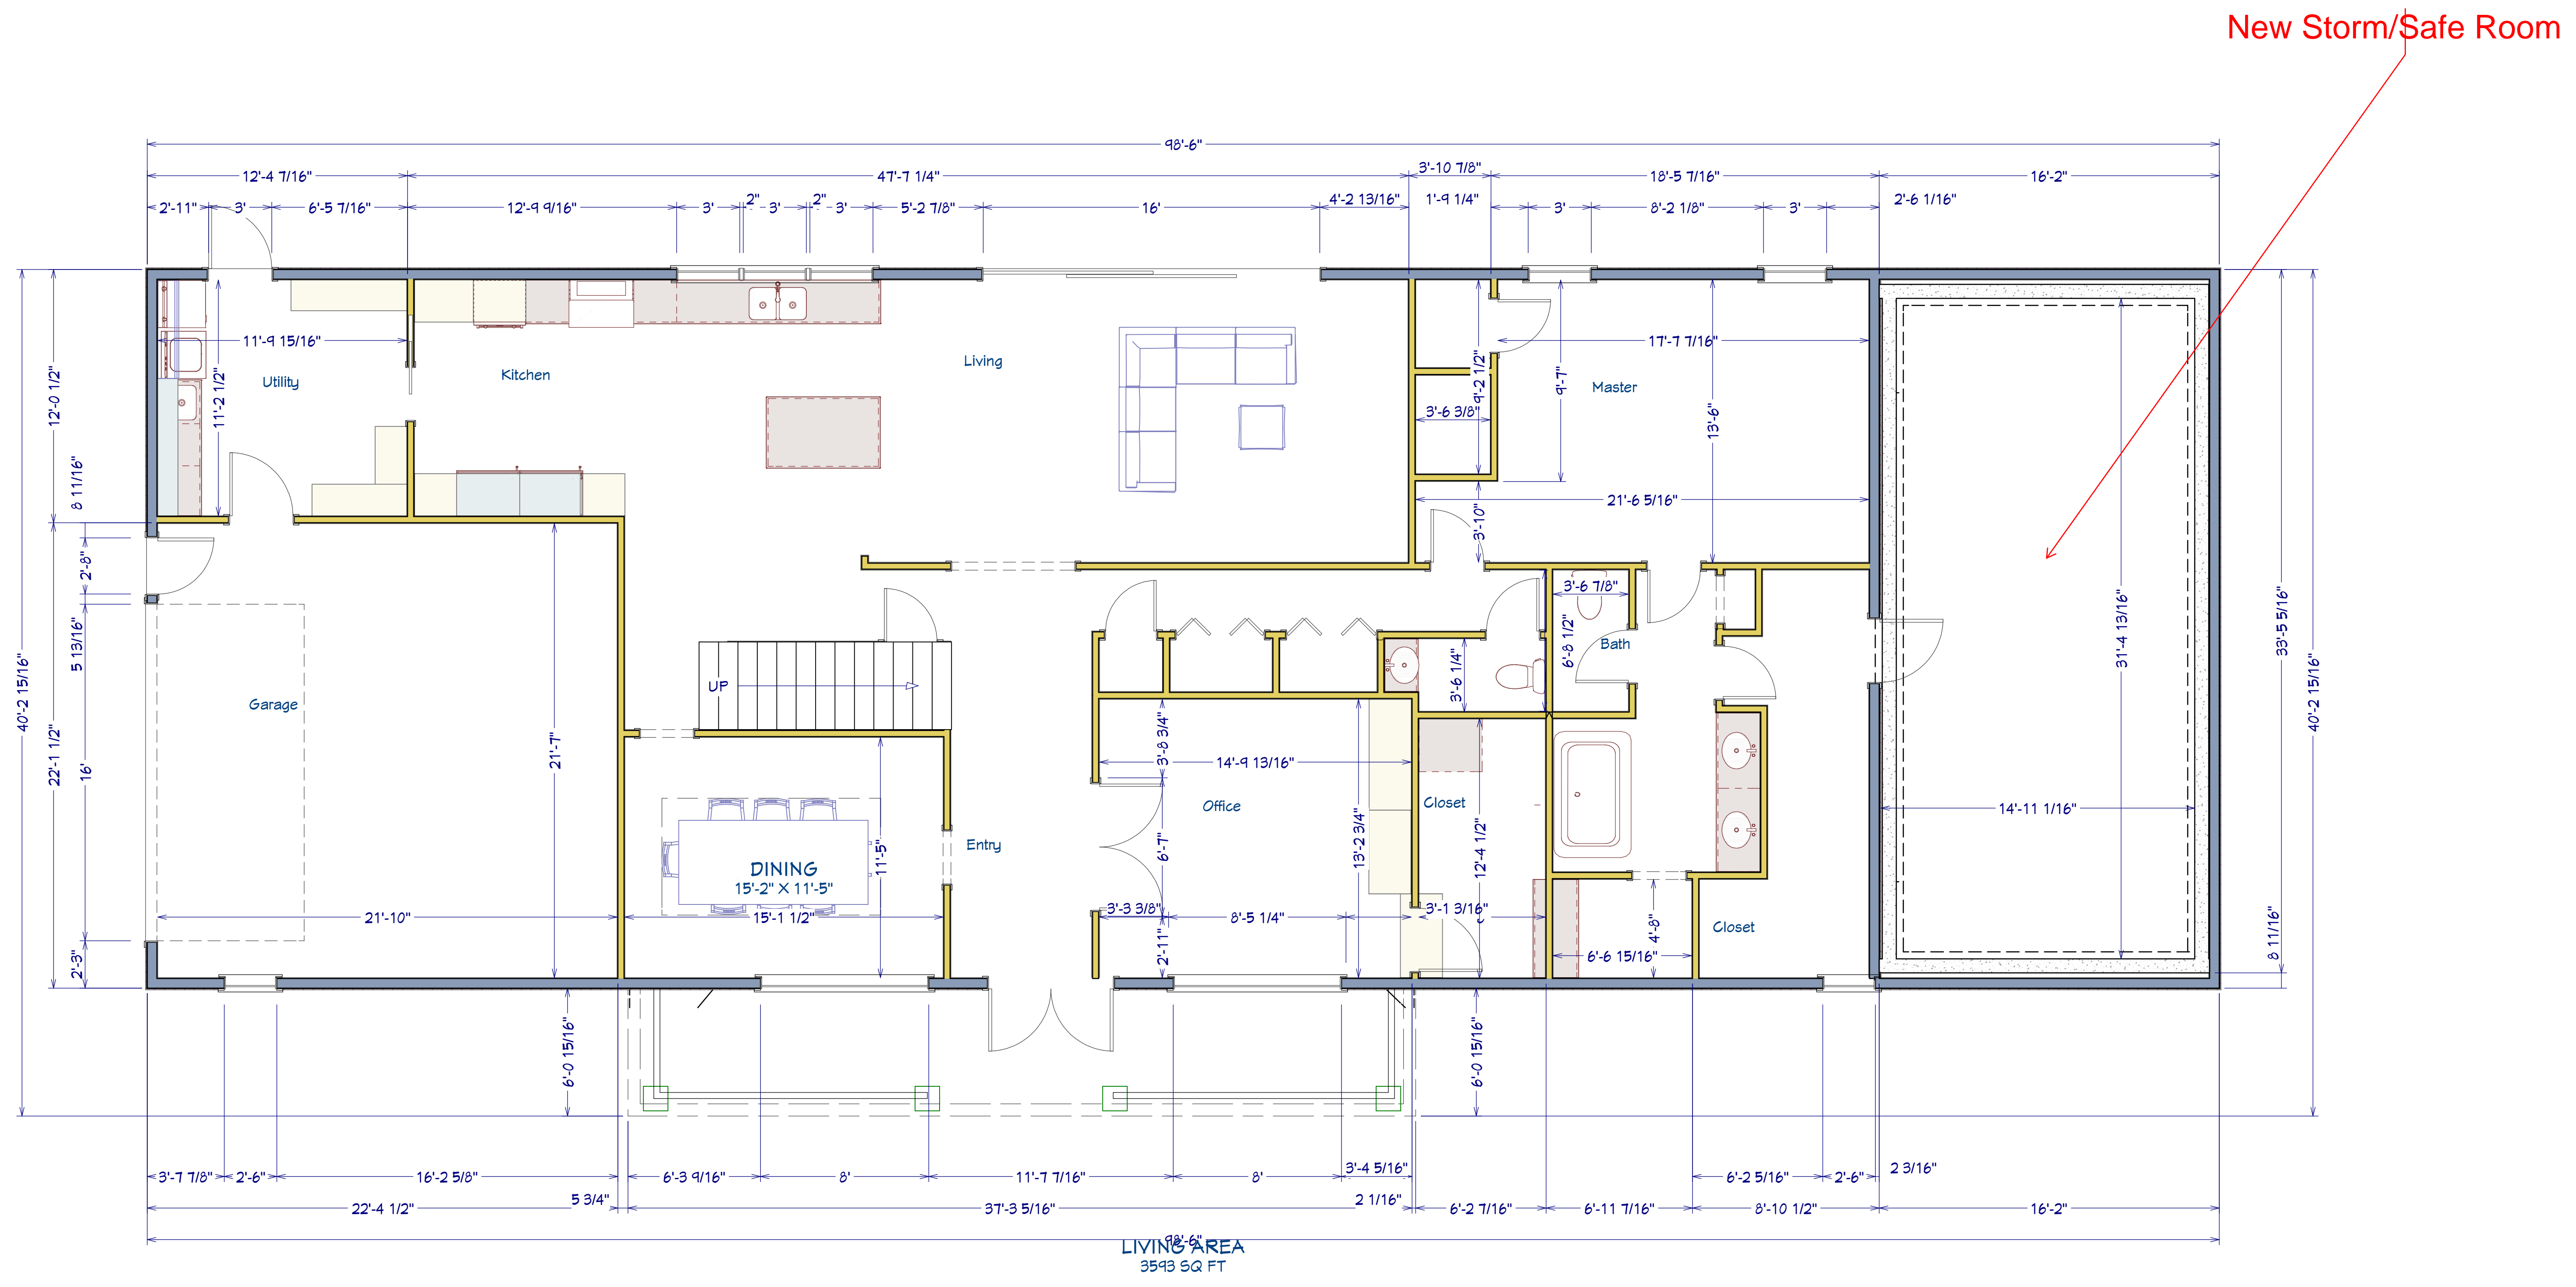 New Storm/Safe Room
98'-6"
12'-4 7/16" 47'-7 1/4" 3'-10 7/8" 18'-5 7/16" 16'-2"
2'-11" 3' 6'-5 7/16" 12'-9 9/16" 3' 2" 3' 2" 3' 5'-2 7/8" 16' 4'-2 13/16" 1'-9 1/4" 3' 8'-2 1/8" 3' 2'-6 1/16"
11'-9 15/16" 17'-7 7/16"
Utility
Kitchen
Living
Master
12'-0 1/2"
11'-2 1/2"
9'-2 1/2"
9'-7"
13'-6"
3'-6 3/8"
8 11/16"
21'-6 5/16"
3'-10"
2'-8"
5 13/16"
3'-6 7/8"
6'-8 1/2"
Bath
3'-6 1/4"
31'-4 13/16"
33'-5 5/16"
40'-2 15/16"
40'-2 15/16"
UP
Garage
22'-1 1/2"
16'
21'-7"
3'-8 3/4"
14'-9 13/16"
Office
Closet
14'-11 1/16"
13'-2 3/4"
12'-4 1/2"
6'-7"
Entry
DINING
15'-2" X 11'-5"
11'-5"
21'-10" 15'-1 1/2" 3'-3 3/8" 8'-5 1/4" 3'-1 3/16"
4'-8"
Closet
8 11/16"
2'-3"
2'-11"
6'-6 15/16"
6'-0 15/16"
6'-0 15/16"
3'-7 7/8" 2'-6" 16'-2 5/8" 6'-3 9/16" 8' 11'-7 7/16" 8' 3'-4 5/16" 6'-2 5/16" 2'-6" 2 3/16"
22'-4 1/2" 5 3/4" 37'-3 5/16" 2 1/16" 6'-2 7/16" 6'-11 7/16" 8'-10 1/2" 16'-2"
98'-6"
LIVING AREA
3593 SQ FT